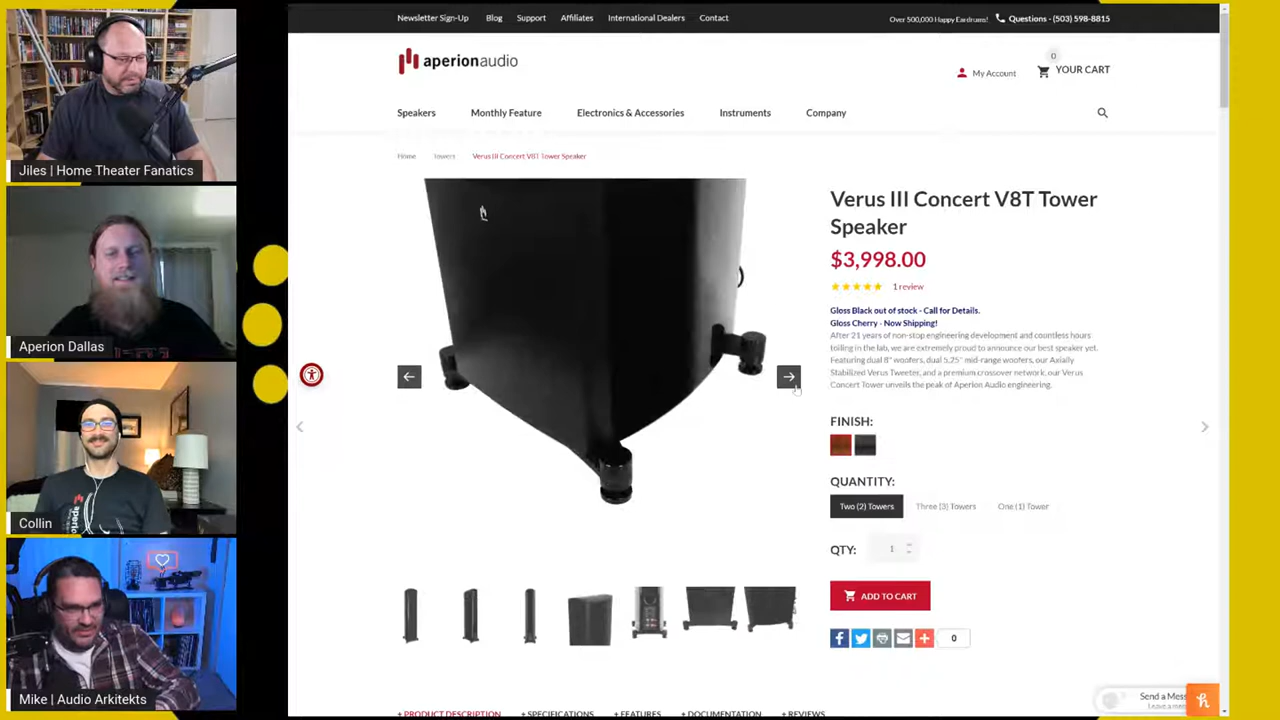 Newsletter Sign-Up Blog Support Affiliates International Dealers Contact
Over 500,000 Happy Eardrums! Questions - (503) 598-8815
aperionaudio
My Account
0
YOUR CART
Speakers Monthly Feature Electronics & Accessories Instruments Company
Home Towers Verus III Concert V8T Tower Speaker
Verus III Concert V8T Tower
Speaker
$3,998.00
1 review
Gloss Black out of stock - Call for Details.
Gloss Cherry - Now Shipping!
After 21 years of non-stop engineering development and countless hours
toiling in the lab, we are extremely proud to announce our best speaker yet.
Featuring dual 8" woofers, dual 5.25" mid-range woofers, our Axially
Stabilized Verus Tweeter, and a premium crossover network, our Verus
Concert Tower unveils the peak of Aperion Audio engineering.
FINISH:
QUANTITY:
Two (2) Towers Three (3) Towers One (1) Tower
QTY: 1
ADD TO CART
0
+ PRODUCT DESCRIPTION + SPECIFICATIONS + FEATURES + DOCUMENTATION + REVIEWS
Send a Mess
Jiles | Home Theater Fanatics
Aperion Dallas
Collin
Mike | Audio Arkitekts